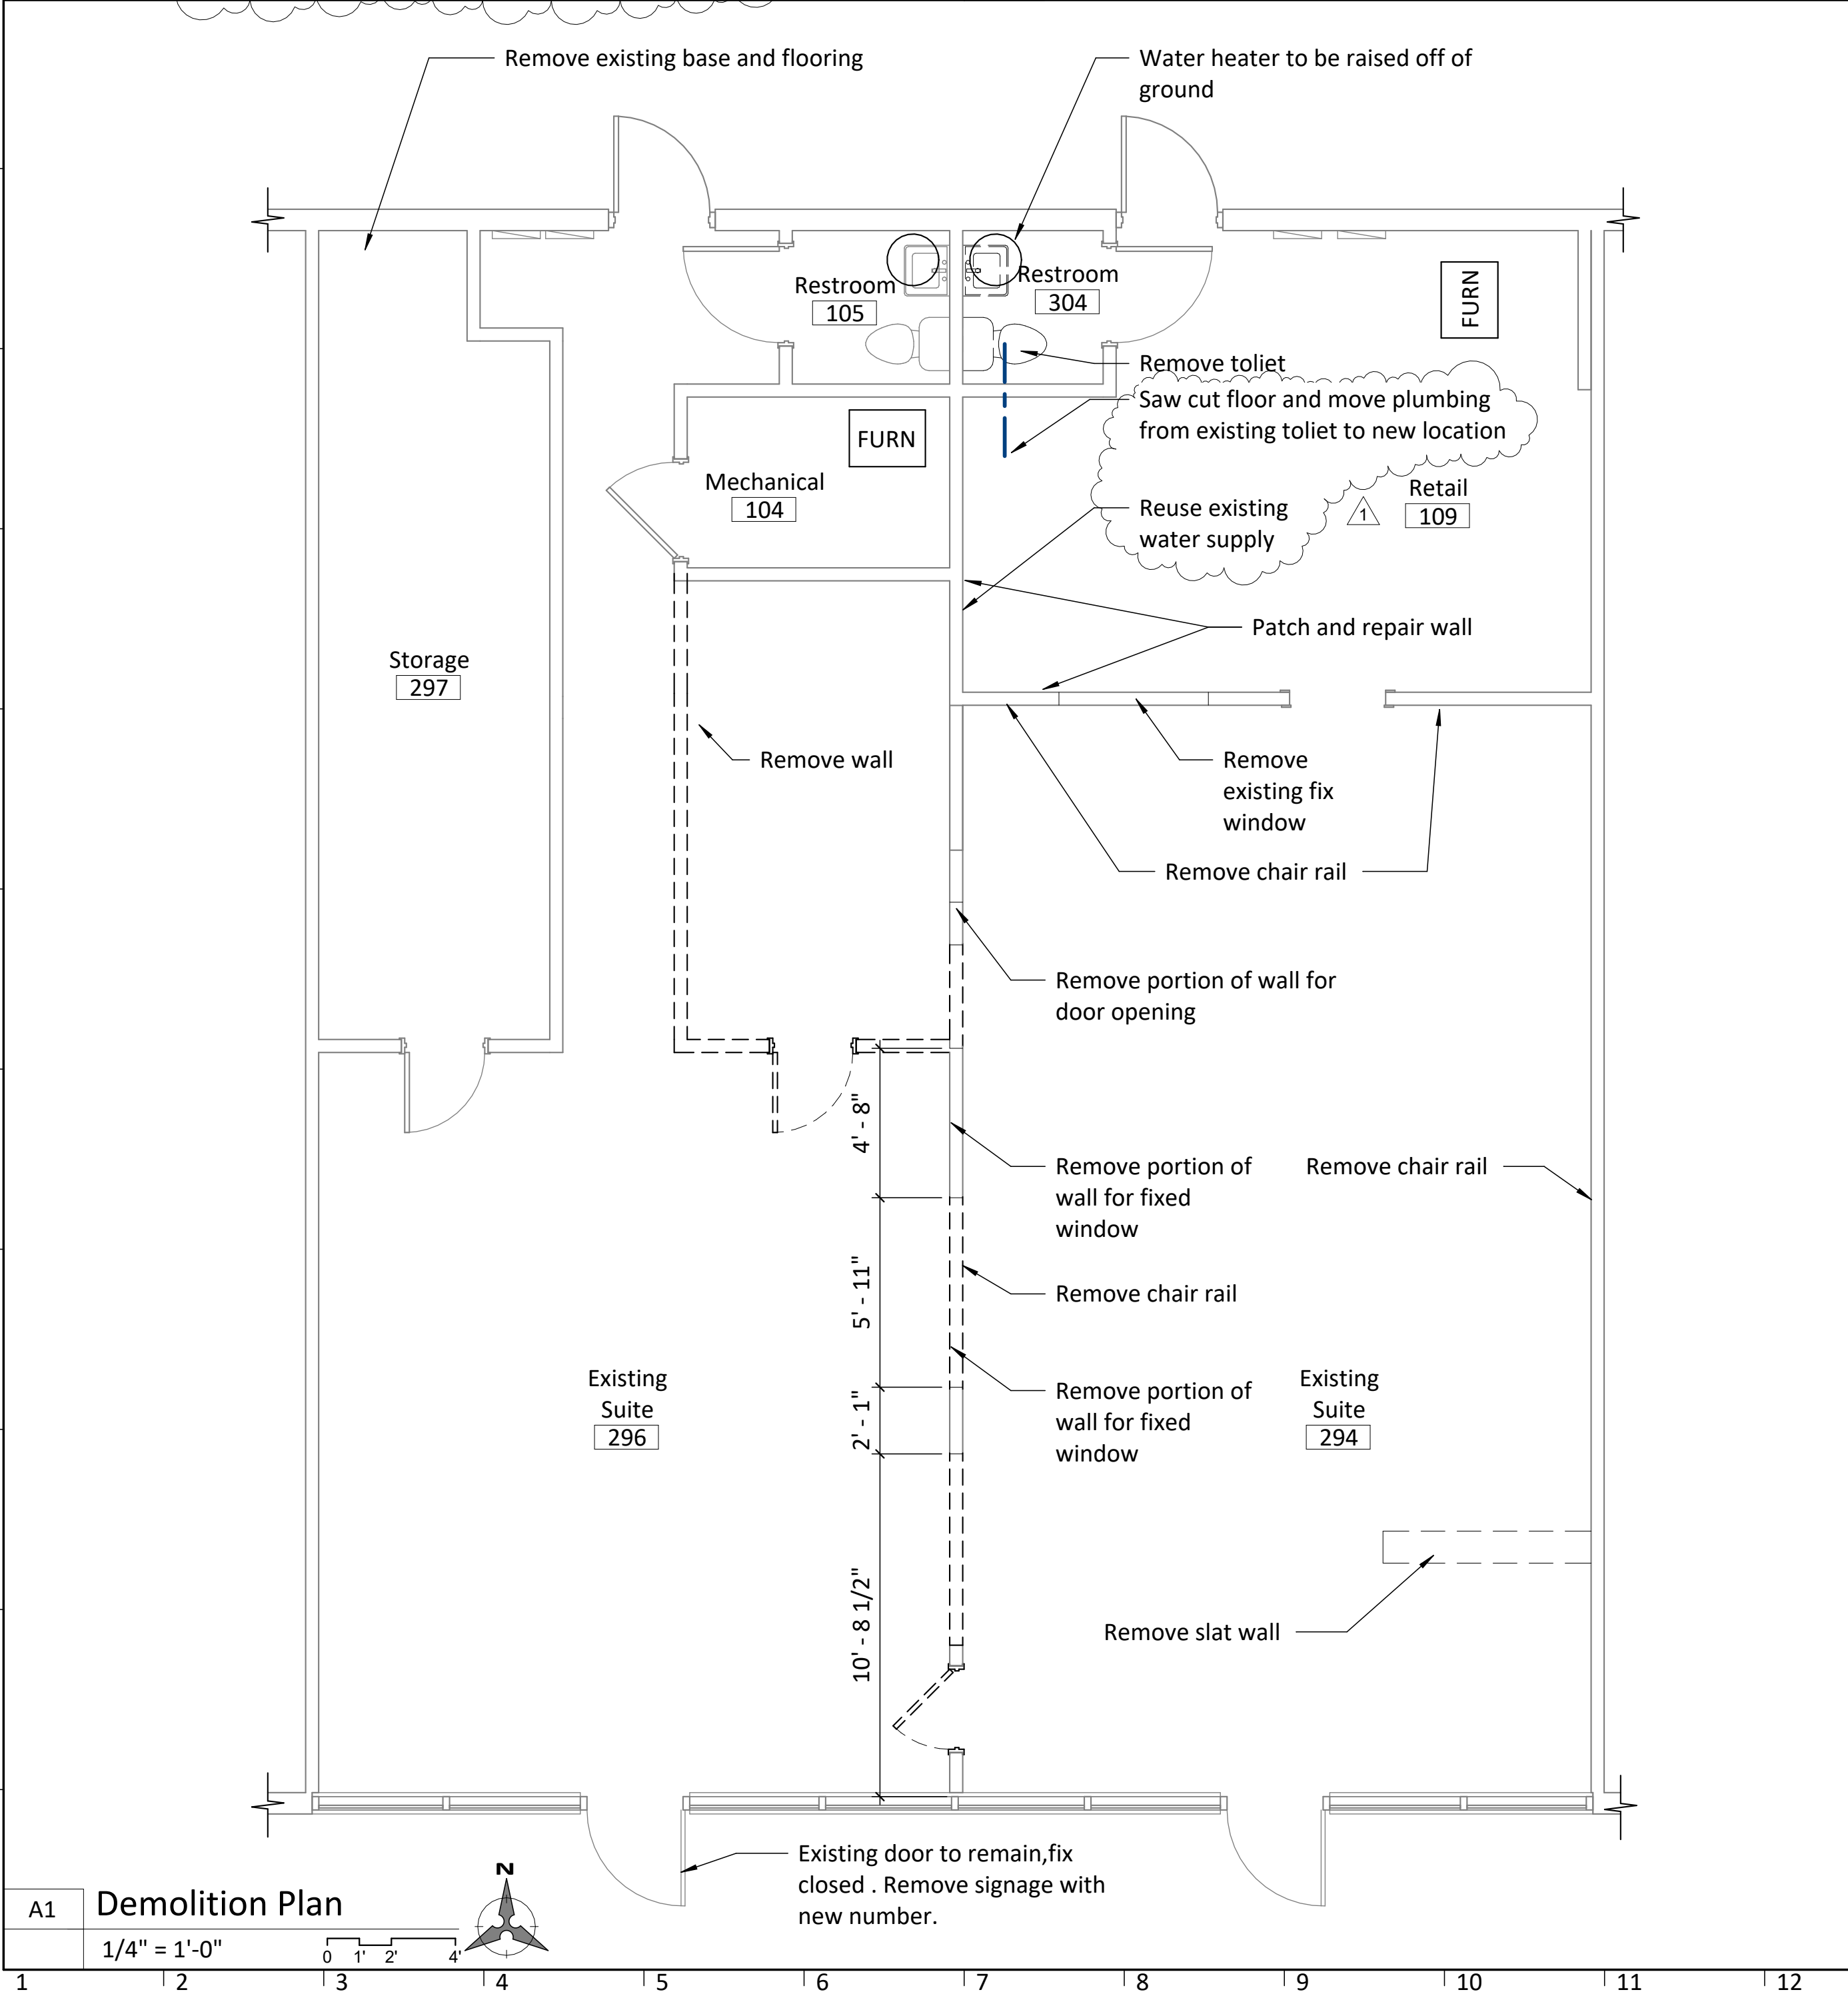 Remove existing base and flooring
Water heater to be raised off of
ground
Restroom
105
Restroom
304
FURN
Remove toliet
Saw cut floor and move plumbing
from existing toliet to new location
FURN
Mechanical
104
Reuse existing
water supply
1
Retail
109
Patch and repair wall
Storage
297
Remove wall
Remove
existing fix
window
Remove chair rail
Remove portion of wall for
door opening
4' - 8"
Remove portion of
wall for fixed
window
Remove chair rail
5' - 11"
Remove chair rail
Existing
Suite
296
2' - 1"
Remove portion of
wall for fixed
window
Existing
Suite
294
10' - 8 1/2"
Remove slat wall
Existing door to remain,fix
closed . Remove signage with
new number.
A1
Demolition Plan
1/4" = 1'-0"
0 1' 2' 4'
N
1 2 3 4 5 6 7 8 9 10 11 12